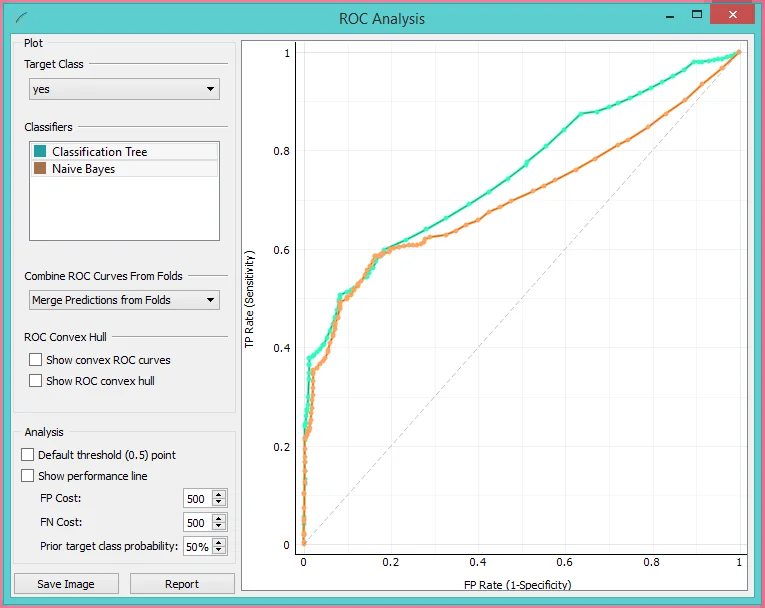 ROC Analysis
Plot
Target Class
yes
Classifiers
Classification Tree
Naive Bayes
Combine ROC Curves From Folds
Merge Predictions from Folds
ROC Convex Hull
Show convex ROC curves
Show ROC convex hull
Analysis
Default threshold (0.5) point
Show performance line
FP Cost: 500
FN Cost: 500
Prior target class probability: 50%
Save Image Report
TP Rate (Sensitivity)
1
0.8
0.6
0.4
0.2
0
0 0.2 0.4 0.6 0.8 1
FP Rate (1-Specificity)